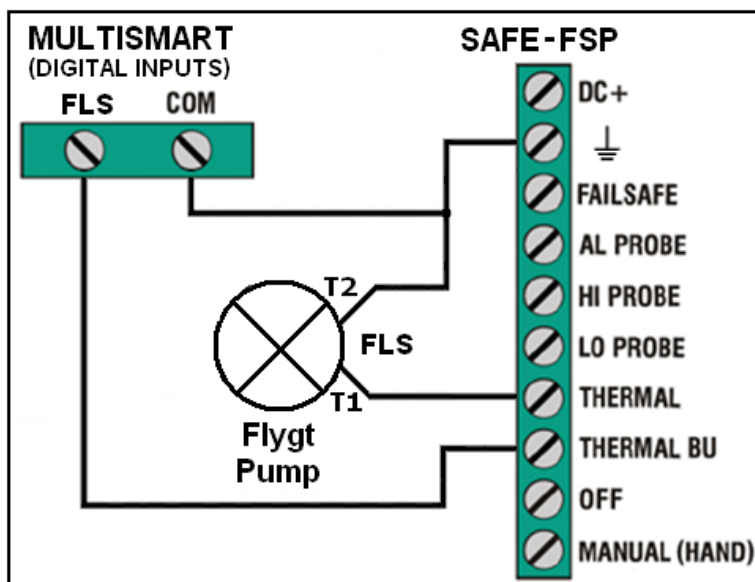 MULTISMART
(DIGITAL INPUTS)
FLS COM
SAFE-FSP
DC+
FAILSAFE
AL PROBE
HI PROBE
LO PROBE
THERMAL
THERMAL BU
OFF
MANUAL (HAND)
T2
FLS
T1
Flygt
Pump